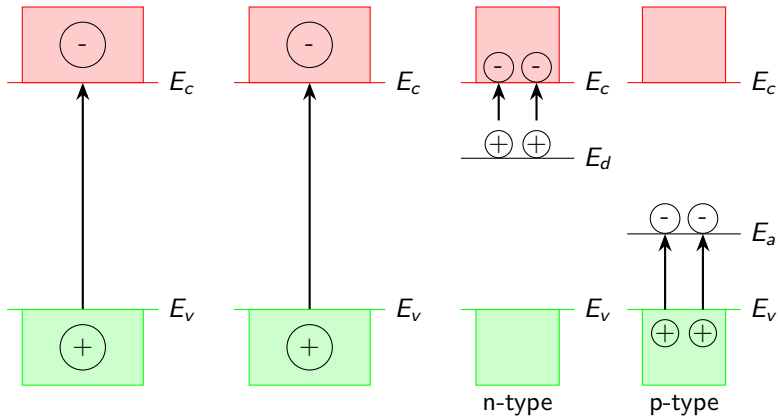 - - - -
E_c E_c E_c E_c
+ +
E_d
- -
E_a
E_v E_v E_v E_v
+ + + +
n-type p-type